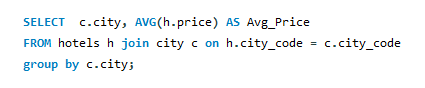 SELECT  c.city, AVG(h.price) AS Avg_Price
FROM hotels h join city c on h.city_code = c.city_code
group by c.city;